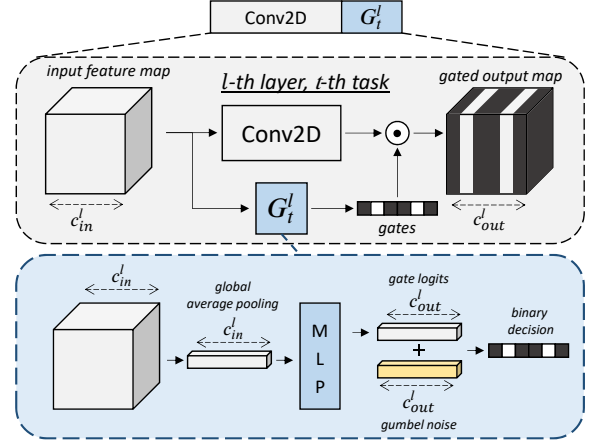 Conv2D G_t^l
input feature map
l-th layer, t-th task
gated output map
Conv2D
c_in^l
G_t^l
gates
c_out^l
c_in^l
global
average pooling
c_in^l
M
L
P
gate logits
c_out^l
+
c_out^l
gumbel noise
binary
decision